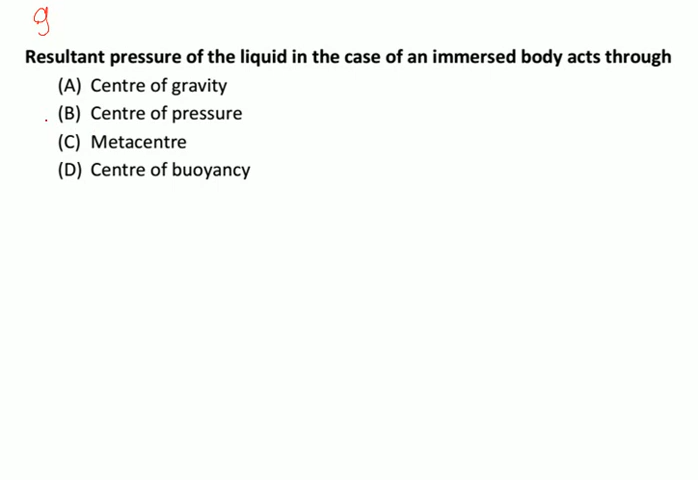 9
Resultant pressure of the liquid in the case of an immersed body acts through
(A) Centre of gravity
(B) Centre of pressure
(C) Metacentre
(D) Centre of buoyancy